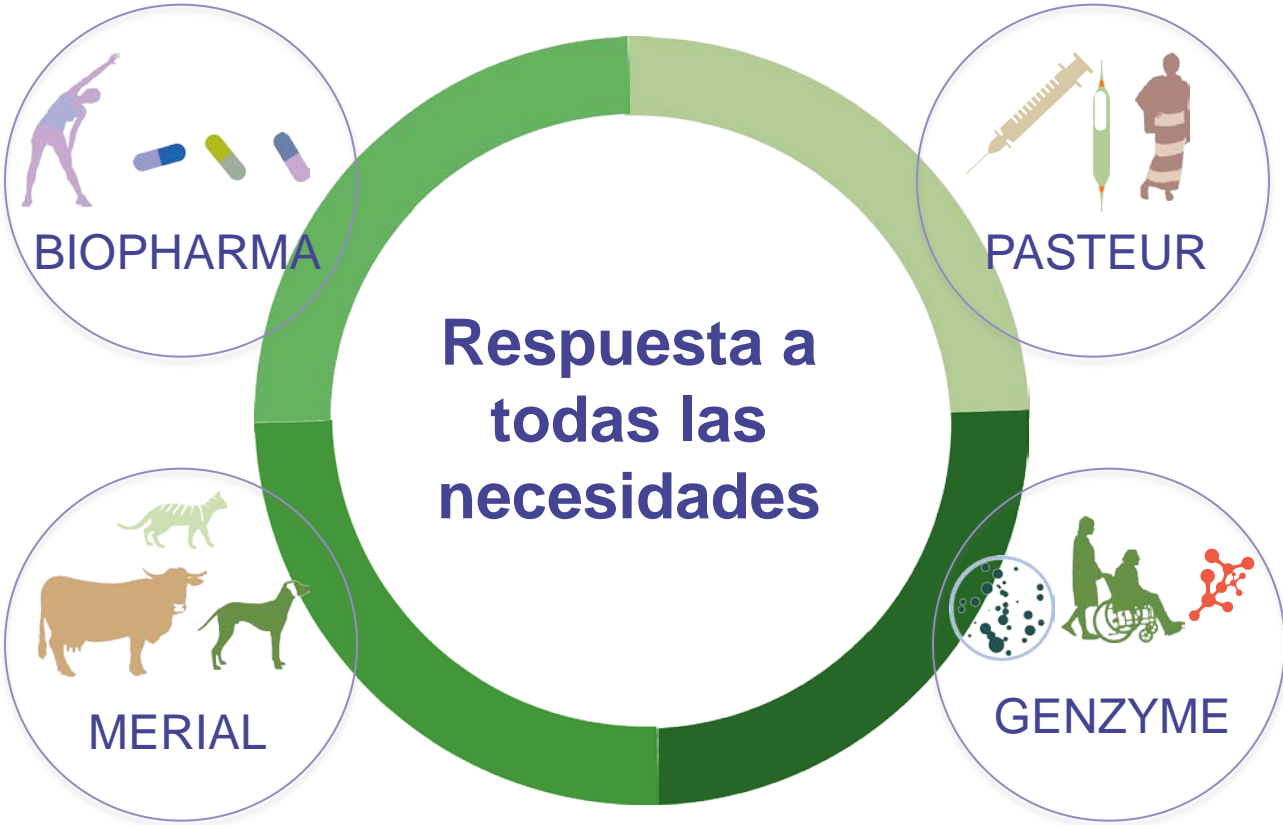 BIOPHARMA
PASTEUR
Respuesta a
todas las
necesidades
MERIAL
GENZYME